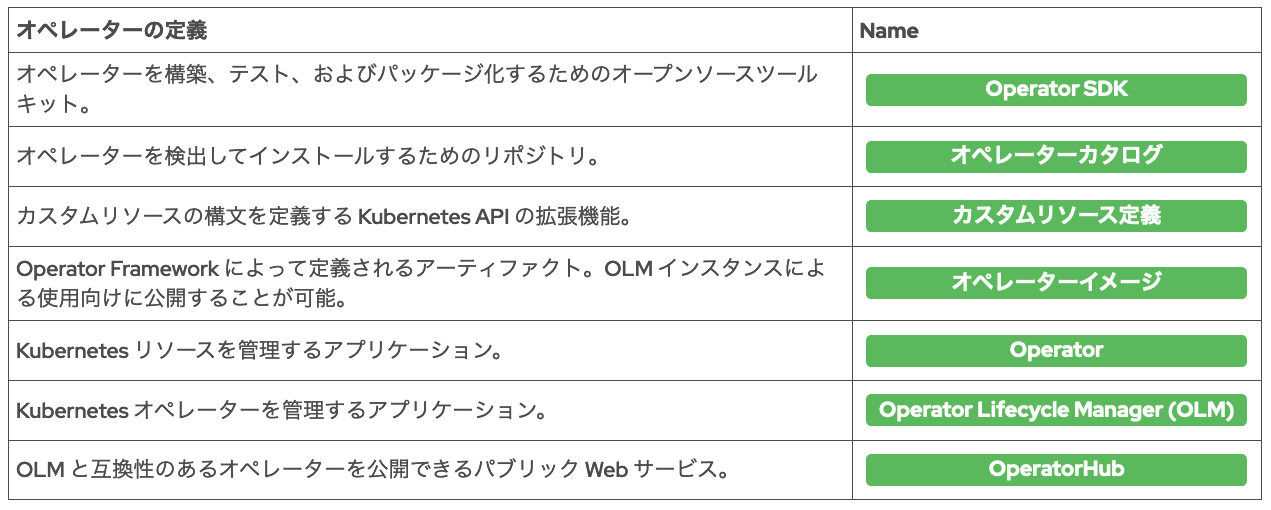 オペレーターの定義
Name
オペレーターを構築、テスト、およびパッケージ化するためのオープンソースツール
キット。
Operator SDK
オペレーターを検出してインストールするためのリポジトリ。
オペレーターカタログ
カスタムリソースの構文を定義する Kubernetes API の拡張機能。
カスタムリソース定義
Operator Framework によって定義されるアーティファクト。OLM インスタンスによ
る使用向けに公開することが可能。
オペレーターイメージ
Kubernetes リソースを管理するアプリケーション。
Operator
Kubernetes オペレーターを管理するアプリケーション。
Operator Lifecycle Manager (OLM)
OLM と互換性のあるオペレーターを公開できるパブリック Web サービス。
OperatorHub